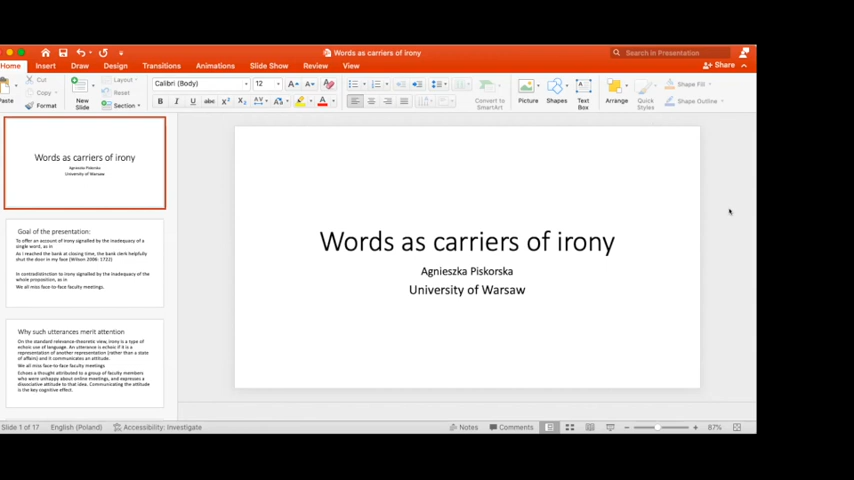 Words as carriers of irony
Search in Presentation
Home Insert Draw Design Transitions Animations Slide Show Review View
Share
Paste
Cut
Copy
Format
New
Slide
Layout
Reset
Section
Calibri (Body) 12
B I U abc X² X₂ AV Aa A
Convert to
SmartArt
Picture
Shapes
Text
Box
Arrange
Quick
Styles
Shape Fill
Shape Outline
Words as carriers of irony
Agnieszka Piskorska
University of Warsaw
Goal of the presentation:
To offer an account of irony signalled by the inadequacy of a
single word, as in
As I reached the bank at closing time, the bank clerk helpfully
shut the door in my face (Wilson 2006: 1722)
In contradistinction to irony signalled by the inadequacy of the
whole proposition, as in
We all miss face-to-face faculty meetings.
Why such utterances merit attention
On the standard relevance-theoretic view, irony is a type of
echoic use of language. An utterance is echoic if it is a
representation of another representation (rather than a state
of affairs) and it communicates an attitude.
We all miss face-to-face faculty meetings
Echoes a thought attributed to a group of faculty members
who were unhappy about online meetings, and expresses a
dissociative attitude to that idea. Communicating the attitude
is the key cognitive effect.
Words as carriers of irony
Agnieszka Piskorska
University of Warsaw
Slide 1 of 17 English (Poland) Accessibility: Investigate
Notes Comments 87%